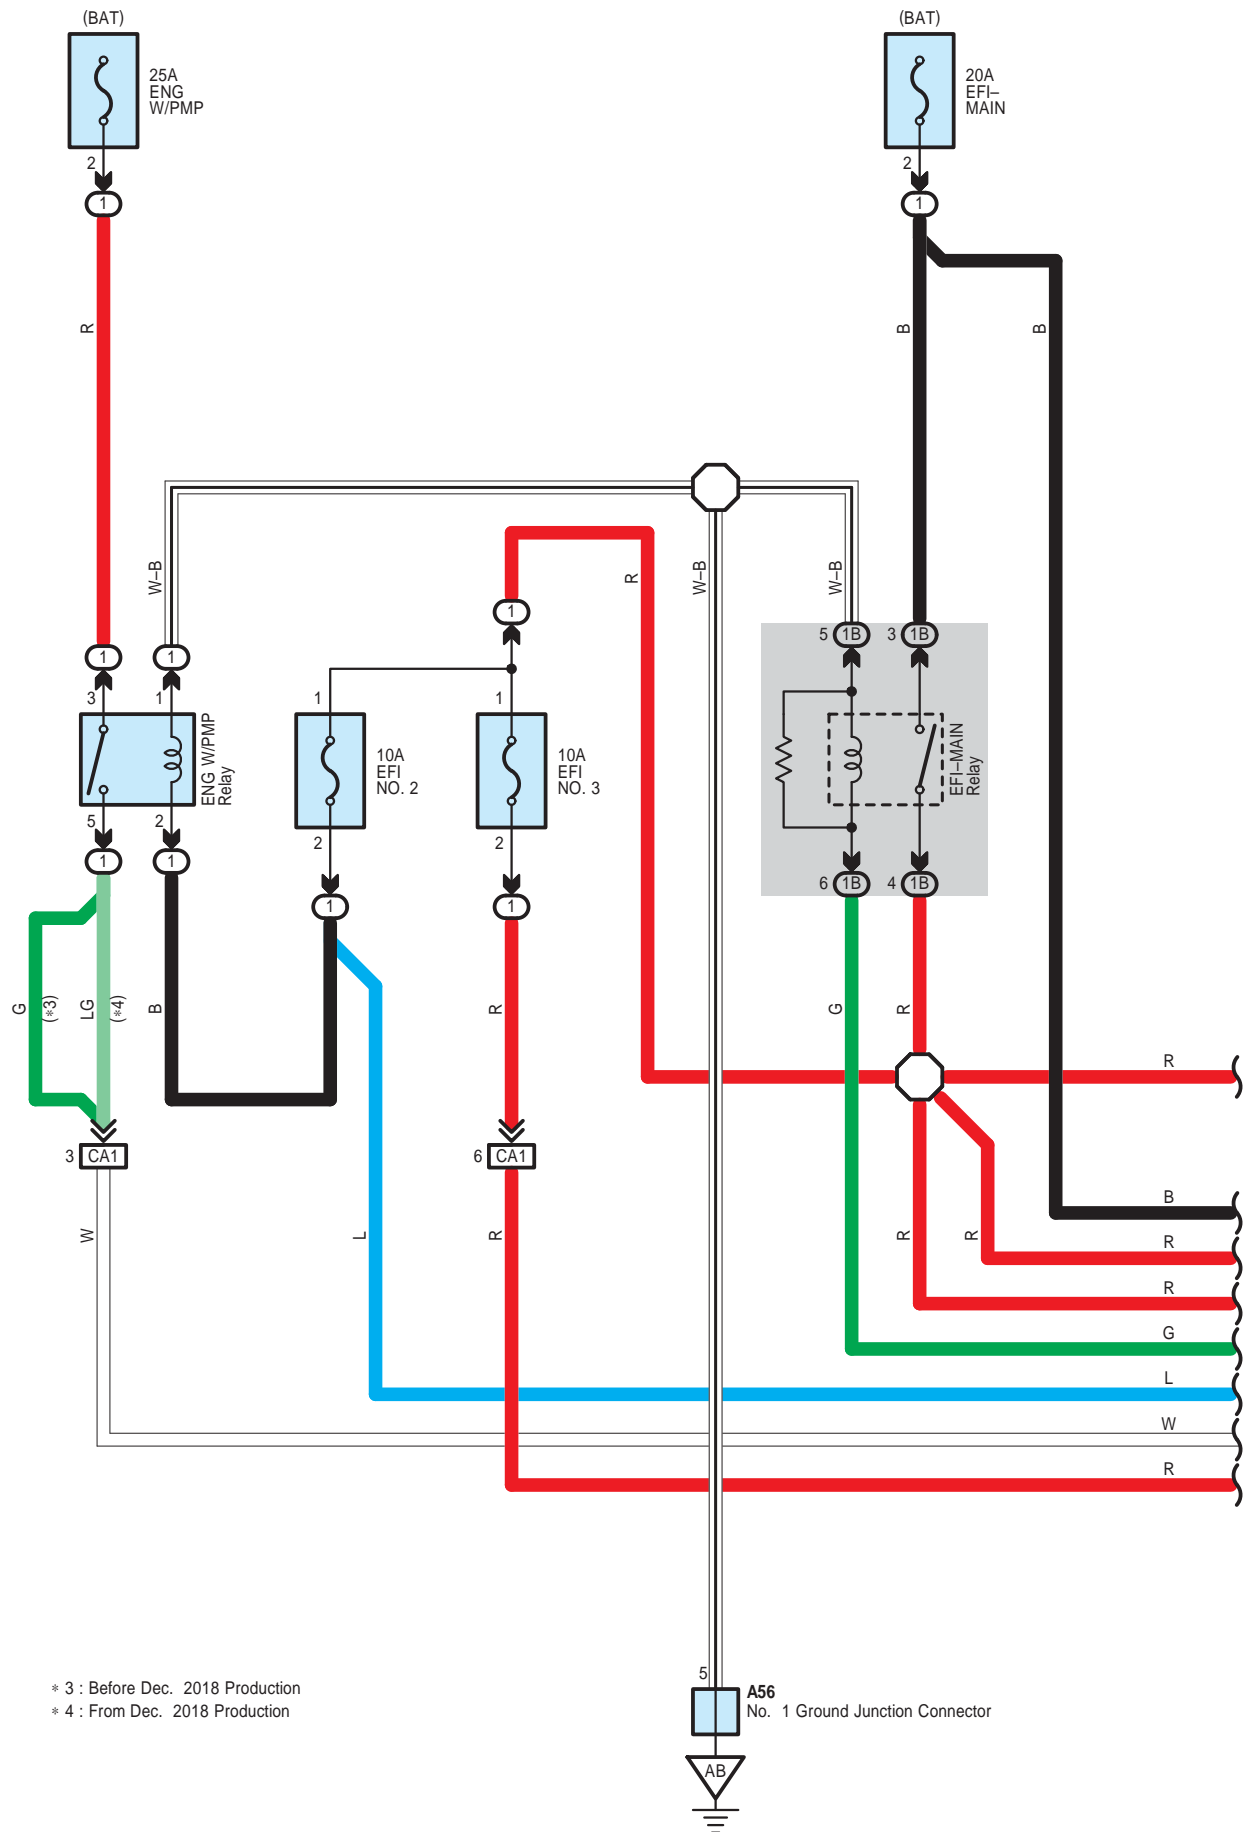 (BAT)
(BAT)
25A
ENG
W/PMP
20A
EFI–
MAIN
2
2
1
1
R
B
B
W–B
R
W–B
W–B
1
1
1
5
1B
3
1B
3
1
1
1
ENG W/PMP
Relay
10A
EFI
NO. 2
10A
EFI
NO. 3
EFI–MAIN
Relay
5
2
2
2
1
1
6
1B
4
1B
1
1
G
(*3)
LG
(*4)
B
R
G
R
R
3
CA1
6
CA1
B
W
L
R
R
R
R
R
G
L
W
R
5
A56
No. 1 Ground Junction Connector
AB
* 3 : Before Dec. 2018 Production
* 4 : From Dec. 2018 Production